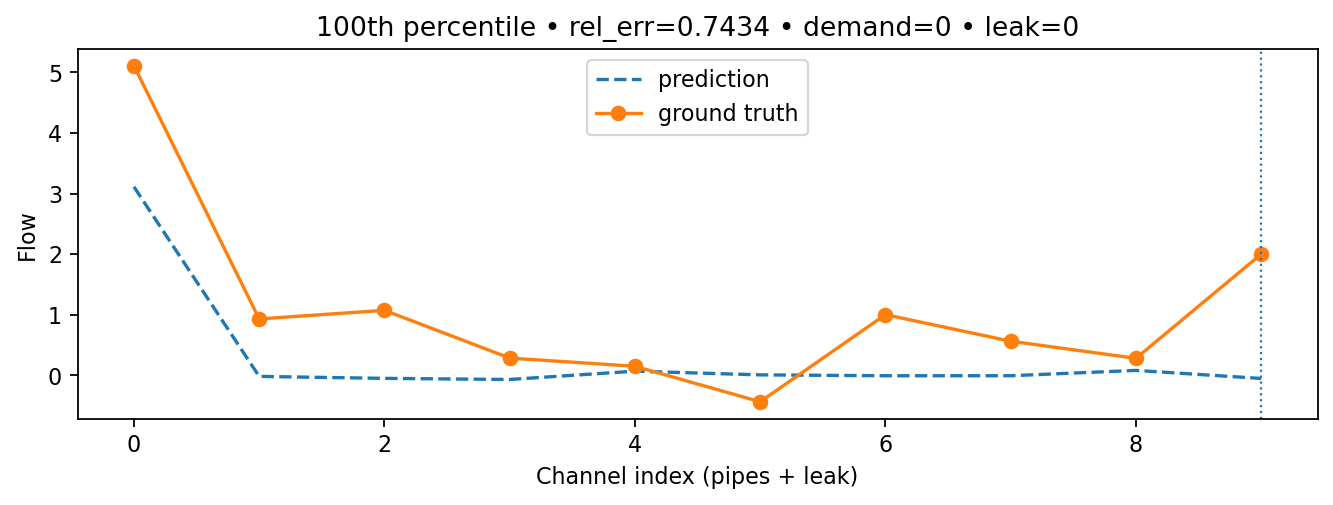 100th percentile • rel_err=0.7434 • demand=0 • leak=0
prediction
ground truth
Flow
5
4
3
2
1
0
0 2 4 6 8
Channel index (pipes + leak)